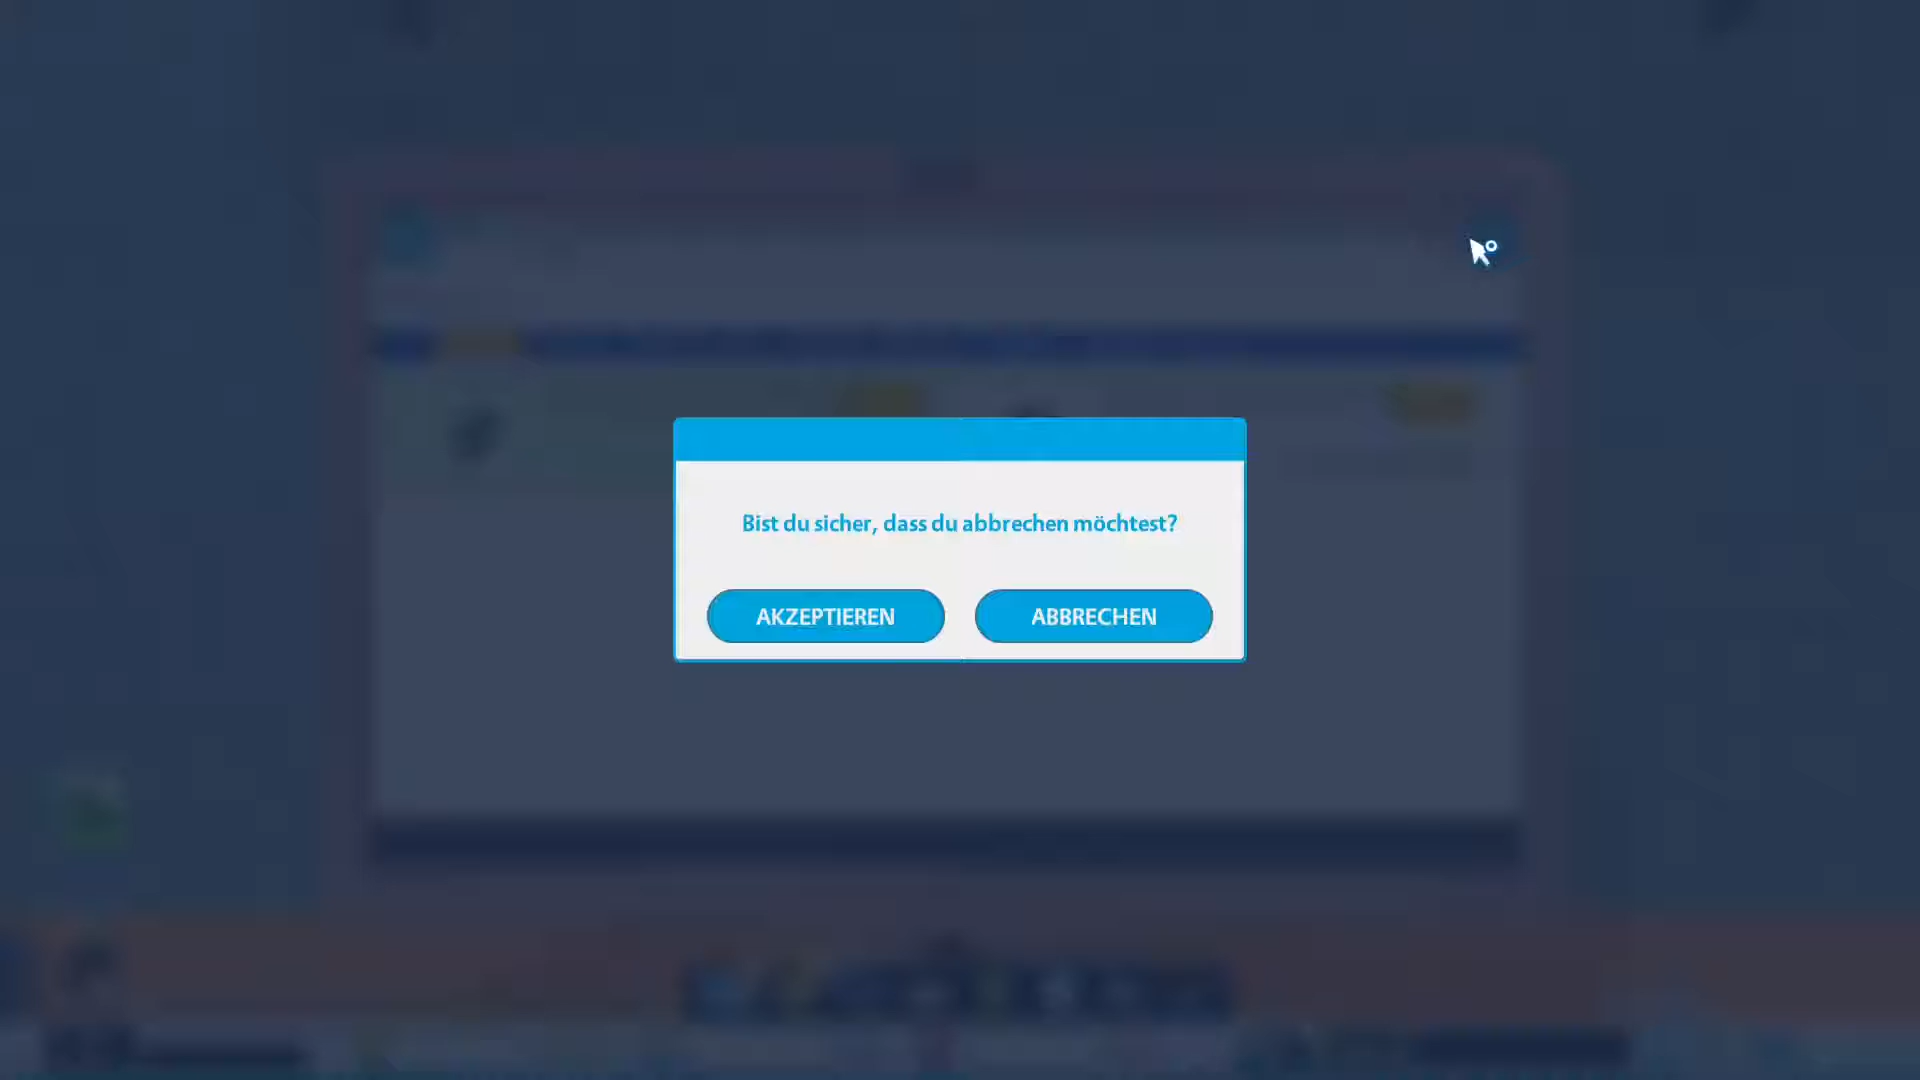 Bist du sicher, dass du abbrechen möchtest?
AKZEPTIEREN
ABBRECHEN